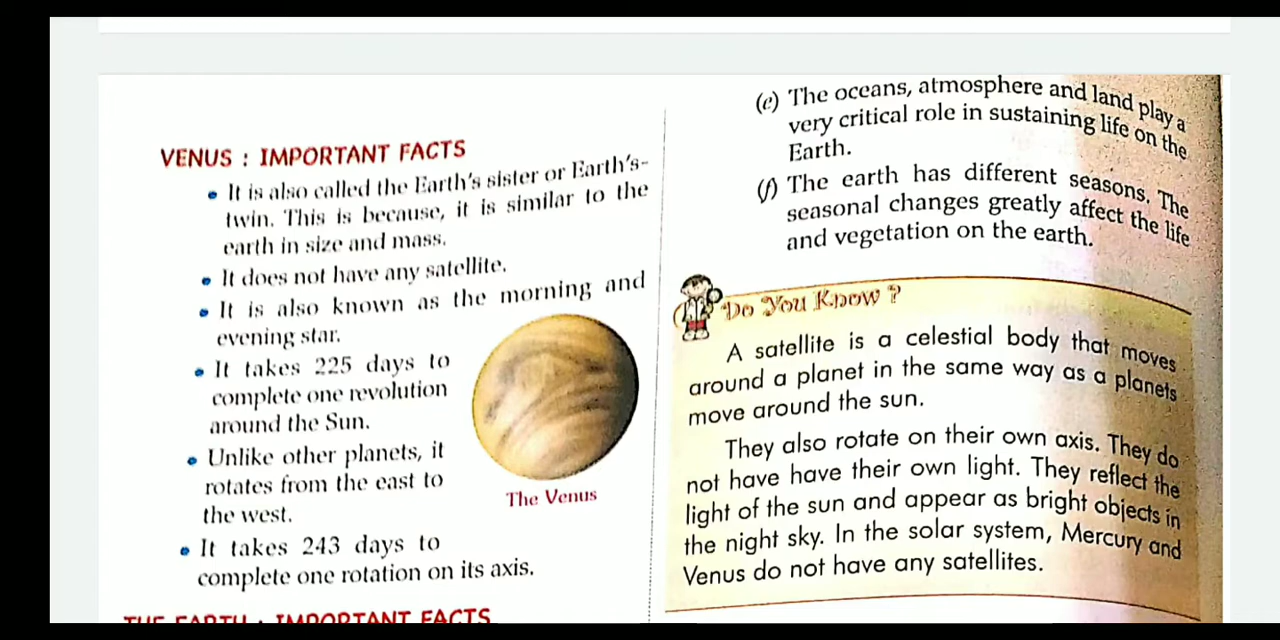 VENUS : IMPORTANT FACTS
• It is also called the Earth's sister or Earth's-
twin. This is because, it is similar to the
earth in size and mass.
• It does not have any satellite.
• It is also known as the morning and
evening star.
• It takes 225 days to
complete one revolution
around the Sun.
• Unlike other planets, it
rotates from the east to
the west.
The Venus
• It takes 243 days to
complete one rotation on its axis.
THE EARTH : IMPORTANT FACTS
(e) The oceans, atmosphere and land play a
very critical role in sustaining life on the
Earth.
(f) The earth has different seasons. The
seasonal changes greatly affect the life
and vegetation on the earth.
Do You Know ?
A satellite is a celestial body that moves
around a planet in the same way as a planets
move around the sun.
They also rotate on their own axis. They do
not have have their own light. They reflect the
light of the sun and appear as bright objects in
the night sky. In the solar system, Mercury and
Venus do not have any satellites.